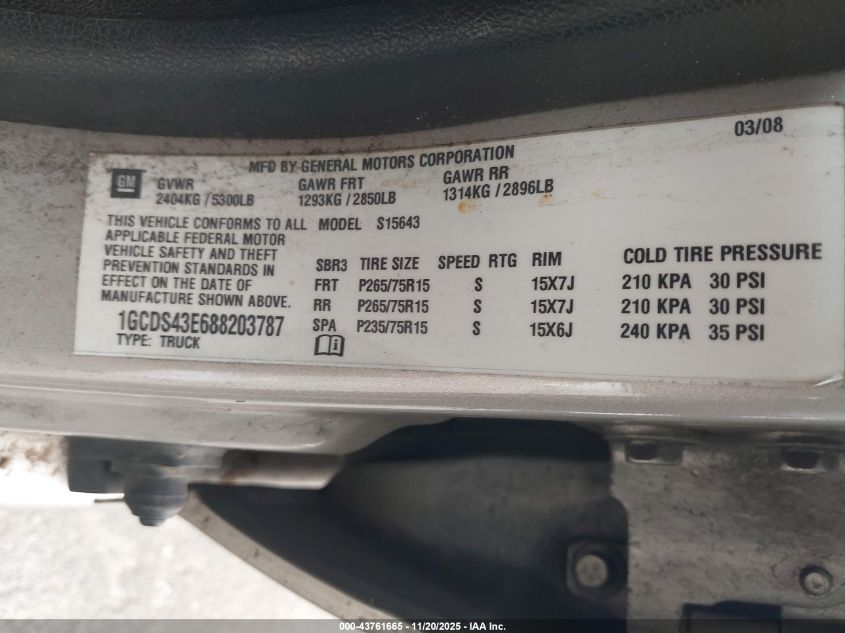 03/08
MFD BY GENERAL MOTORS CORPORATION
GM
GVWR GAWR FRT GAWR RR
2404KG / 5300LB 1293KG / 2850LB 1314KG / 2896LB
THIS VEHICLE CONFORMS TO ALL MODEL S15643
APPLICABLE FEDERAL MOTOR
VEHICLE SAFETY AND THEFT
PREVENTION STANDARDS IN
EFFECT ON THE DATE OF
MANUFACTURE SHOWN ABOVE.
1GCDS43E688203787
TYPE: TRUCK
SBR3 TIRE SIZE SPEED RTG RIM COLD TIRE PRESSURE
FRT P265/75R15 S 15X7J 210 KPA 30 PSI
RR P265/75R15 S 15X7J 210 KPA 30 PSI
SPA P235/75R15 S 15X6J 240 KPA 35 PSI
000-43761665 - 11/20/2025 - IAA Inc.